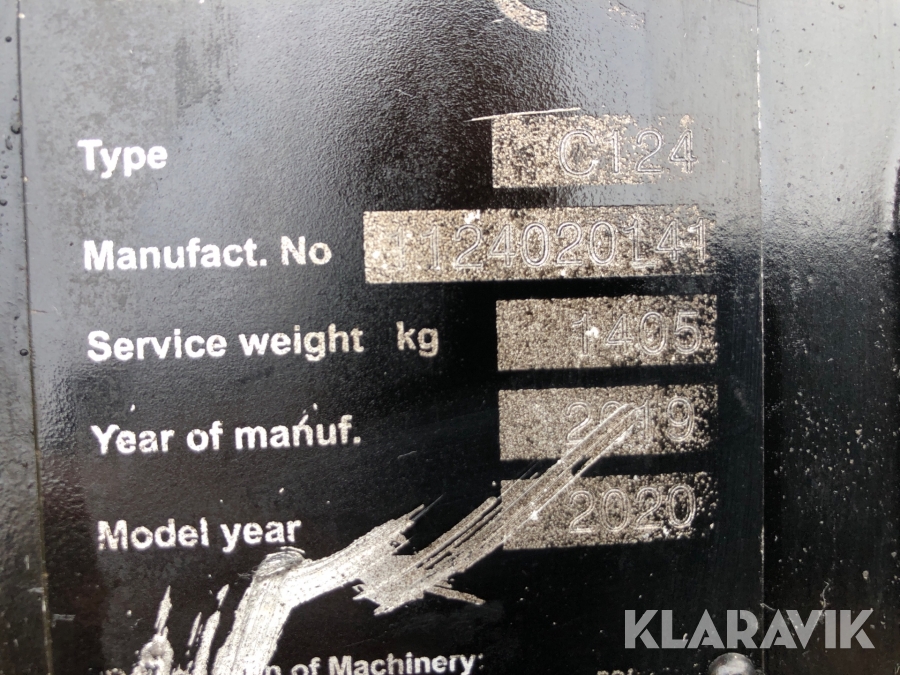 Type C124
Manufact. No 1124020141
Service weight kg 1405
Year of manuf. 2019
Model year 2020
of Machinery:
KLARAVIK